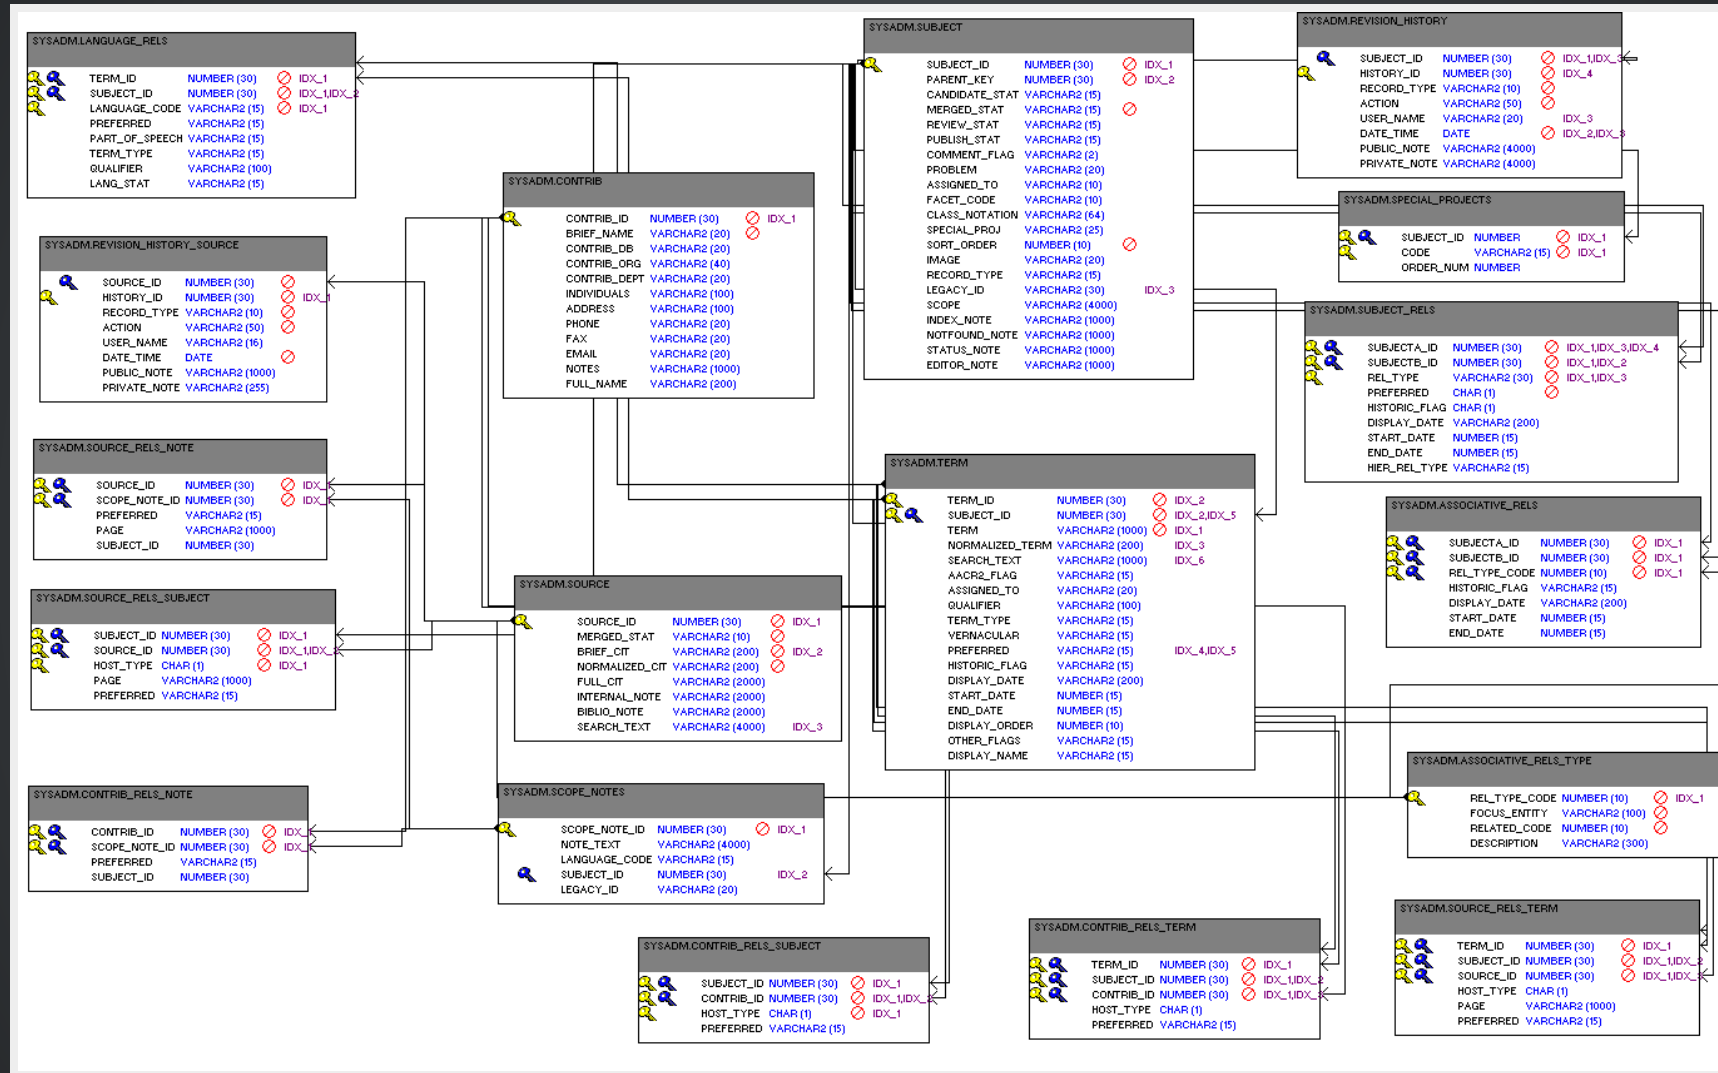 SYSADM.LANGUAGE_RELS
TERM_ID NUMBER (30) IDX_1
SUBJECT_ID NUMBER (30) IDX_1,IDX_2
LANGUAGE_CODE VARCHAR2 (15) IDX_1
PREFERRED VARCHAR2 (15)
PART_OF_SPEECH VARCHAR2 (15)
TERM_TYPE VARCHAR2 (15)
QUALIFIER VARCHAR2 (100)
LANG_STAT VARCHAR2 (15)
SYSADM.REVISION_HISTORY_SOURCE
SOURCE_ID NUMBER (30)
HISTORY_ID NUMBER (30) IDX_1
RECORD_TYPE VARCHAR2 (10)
ACTION VARCHAR2 (50)
USER_NAME VARCHAR2 (16)
DATE_TIME DATE
PUBLIC_NOTE VARCHAR2 (1000)
PRIVATE_NOTE VARCHAR2 (255)
SYSADM.SOURCE_RELS_NOTE
SOURCE_ID NUMBER (30) IDX_
SCOPE_NOTE_ID NUMBER (30) IDX_
PREFERRED VARCHAR2 (15)
PAGE VARCHAR2 (1000)
SUBJECT_ID NUMBER (30)
SYSADM.SOURCE_RELS_SUBJECT
SUBJECT_ID NUMBER (30) IDX_1
SOURCE_ID NUMBER (30) IDX_1,IDX_
HOST_TYPE CHAR (1) IDX_1
PAGE VARCHAR2 (1000)
PREFERRED VARCHAR2 (15)
SYSADM.CONTRIB_RELS_NOTE
CONTRIB_ID NUMBER (30) IDX_
SCOPE_NOTE_ID NUMBER (30) IDX_
PREFERRED VARCHAR2 (15)
SUBJECT_ID NUMBER (30)
SYSADM.CONTRIB
CONTRIB_ID NUMBER (30) IDX_1
BRIEF_NAME VARCHAR2 (20)
CONTRIB_DB VARCHAR2 (20)
CONTRIB_ORG VARCHAR2 (40)
CONTRIB_DEPT VARCHAR2 (20)
INDIVIDUALS VARCHAR2 (100)
ADDRESS VARCHAR2 (100)
PHONE VARCHAR2 (20)
FAX VARCHAR2 (20)
EMAIL VARCHAR2 (20)
NOTES VARCHAR2 (1000)
FULL_NAME VARCHAR2 (200)
SYSADM.SOURCE
SOURCE_ID NUMBER (30) IDX_1
MERGED_STAT VARCHAR2 (10)
BRIEF_CIT VARCHAR2 (200) IDX_2
NORMALIZED_CIT VARCHAR2 (200)
FULL_CIT VARCHAR2 (2000)
INTERNAL_NOTE VARCHAR2 (2000)
BIBLIO_NOTE VARCHAR2 (2000)
SEARCH_TEXT VARCHAR2 (4000) IDX_3
SYSADM.SCOPE_NOTES
SCOPE_NOTE_ID NUMBER (30) IDX_1
NOTE_TEXT VARCHAR2 (4000)
LANGUAGE_CODE VARCHAR2 (15)
SUBJECT_ID NUMBER (30) IDX_2
LEGACY_ID VARCHAR2 (20)
SYSADM.CONTRIB_RELS_SUBJECT
SUBJECT_ID NUMBER (30) IDX_1
CONTRIB_ID NUMBER (30) IDX_1,IDX_
HOST_TYPE CHAR (1) IDX_1
PREFERRED VARCHAR2 (15)
SYSADM.SUBJECT
SUBJECT_ID NUMBER (30) IDX_1
PARENT_KEY NUMBER (30) IDX_2
CANDIDATE_STAT VARCHAR2 (15)
MERGED_STAT VARCHAR2 (15)
REVIEW_STAT VARCHAR2 (15)
PUBLISH_STAT VARCHAR2 (15)
COMMENT_FLAG VARCHAR2 (2)
PROBLEM VARCHAR2 (20)
ASSIGNED_TO VARCHAR2 (10)
FACET_CODE VARCHAR2 (10)
CLASS_NOTATION VARCHAR2 (64)
SPECIAL_PROJ VARCHAR2 (25)
SORT_ORDER NUMBER (10)
IMAGE VARCHAR2 (20)
RECORD_TYPE VARCHAR2 (15)
LEGACY_ID VARCHAR2 (30) IDX_3
SCOPE VARCHAR2 (4000)
INDEX_NOTE VARCHAR2 (1000)
NOTFOUND_NOTE VARCHAR2 (1000)
STATUS_NOTE VARCHAR2 (1000)
EDITOR_NOTE VARCHAR2 (1000)
SYSADM.TERM
TERM_ID NUMBER (30) IDX_2
SUBJECT_ID NUMBER (30) IDX_2,IDX_5
TERM VARCHAR2 (1000) IDX_1
NORMALIZED_TERM VARCHAR2 (200) IDX_3
SEARCH_TEXT VARCHAR2 (1000) IDX_6
AACR2_FLAG VARCHAR2 (15)
ASSIGNED_TO VARCHAR2 (20)
QUALIFIER VARCHAR2 (100)
TERM_TYPE VARCHAR2 (15)
VERNACULAR VARCHAR2 (15)
PREFERRED VARCHAR2 (15) IDX_4,IDX_5
HISTORIC_FLAG VARCHAR2 (15)
DISPLAY_DATE VARCHAR2 (200)
START_DATE NUMBER (15)
END_DATE NUMBER (15)
DISPLAY_ORDER NUMBER (10)
OTHER_FLAGS VARCHAR2 (15)
DISPLAY_NAME VARCHAR2 (15)
SYSADM.CONTRIB_RELS_TERM
TERM_ID NUMBER (30) IDX_1
SUBJECT_ID NUMBER (30) IDX_1,IDX_2
CONTRIB_ID NUMBER (30) IDX_1,IDX_
HOST_TYPE CHAR (1)
PREFERRED VARCHAR2 (15)
SYSADM.REVISION_HISTORY
SUBJECT_ID NUMBER (30) IDX_1,IDX_3
HISTORY_ID NUMBER (30) IDX_4
RECORD_TYPE VARCHAR2 (10)
ACTION VARCHAR2 (50)
USER_NAME VARCHAR2 (20) IDX_3
DATE_TIME DATE IDX_2,IDX_3
PUBLIC_NOTE VARCHAR2 (4000)
PRIVATE_NOTE VARCHAR2 (4000)
SYSADM.SPECIAL_PROJECTS
SUBJECT_ID NUMBER IDX_1
CODE VARCHAR2 (15) IDX_1
ORDER_NUM NUMBER
SYSADM.SUBJECT_RELS
SUBJECTA_ID NUMBER (30) IDX_1,IDX_3,IDX_4
SUBJECTB_ID NUMBER (30) IDX_1,IDX_2
REL_TYPE VARCHAR2 (30) IDX_1,IDX_3
PREFERRED CHAR (1)
HISTORIC_FLAG CHAR (1)
DISPLAY_DATE VARCHAR2 (200)
START_DATE NUMBER (15)
END_DATE NUMBER (15)
HIER_REL_TYPE VARCHAR2 (15)
SYSADM.ASSOCIATIVE_RELS
SUBJECTA_ID NUMBER (30) IDX_1
SUBJECTB_ID NUMBER (30) IDX_1
REL_TYPE_CODE NUMBER (10) IDX_1
HISTORIC_FLAG VARCHAR2 (15)
DISPLAY_DATE VARCHAR2 (200)
START_DATE NUMBER (15)
END_DATE NUMBER (15)
SYSADM.ASSOCIATIVE_RELS_TYPE
REL_TYPE_CODE NUMBER (10) IDX_1
FOCUS_ENTITY VARCHAR2 (100)
RELATED_CODE NUMBER (10)
DESCRIPTION VARCHAR2 (300)
SYSADM.SOURCE_RELS_TERM
TERM_ID NUMBER (30) IDX_1
SUBJECT_ID NUMBER (30) IDX_1,IDX_2
SOURCE_ID NUMBER (30) IDX_1,IDX_
HOST_TYPE CHAR (1)
PAGE VARCHAR2 (1000)
PREFERRED VARCHAR2 (15)